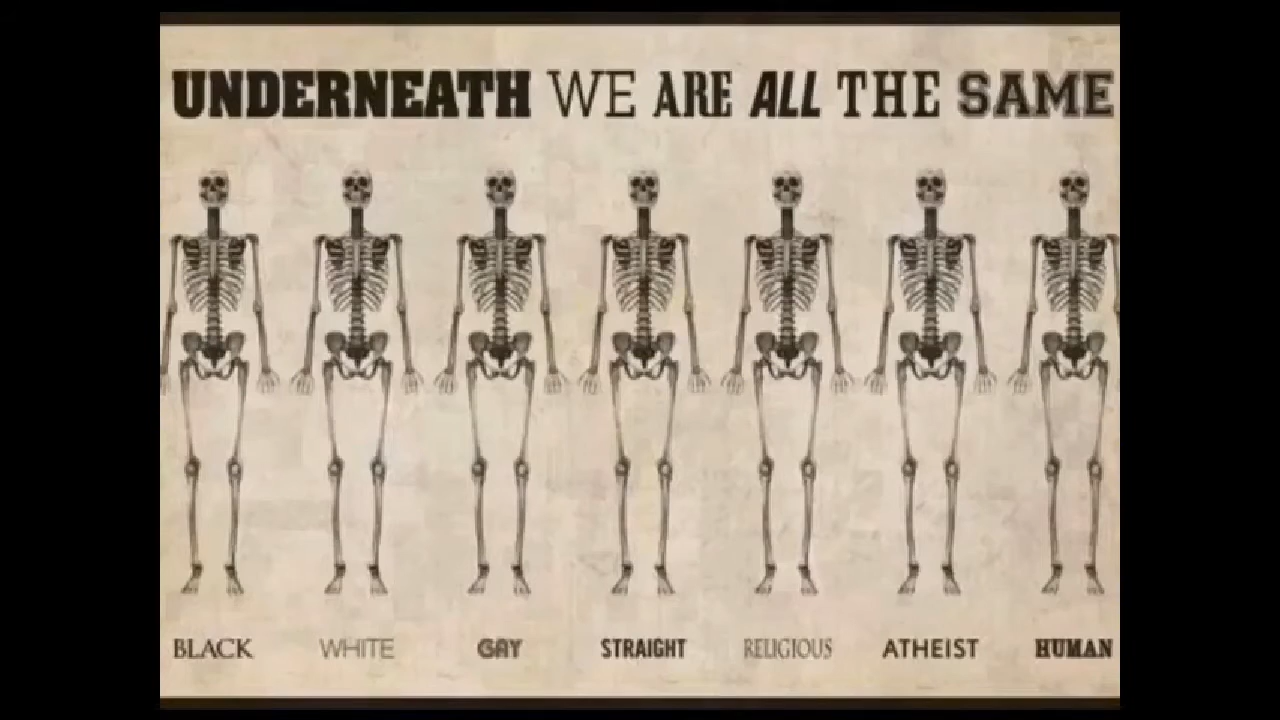 UNDERNEATH WE ARE ALL THE SAME
BLACK WHITE GAY STRAIGHT RELIGIOUS ATHEIST HUMAN